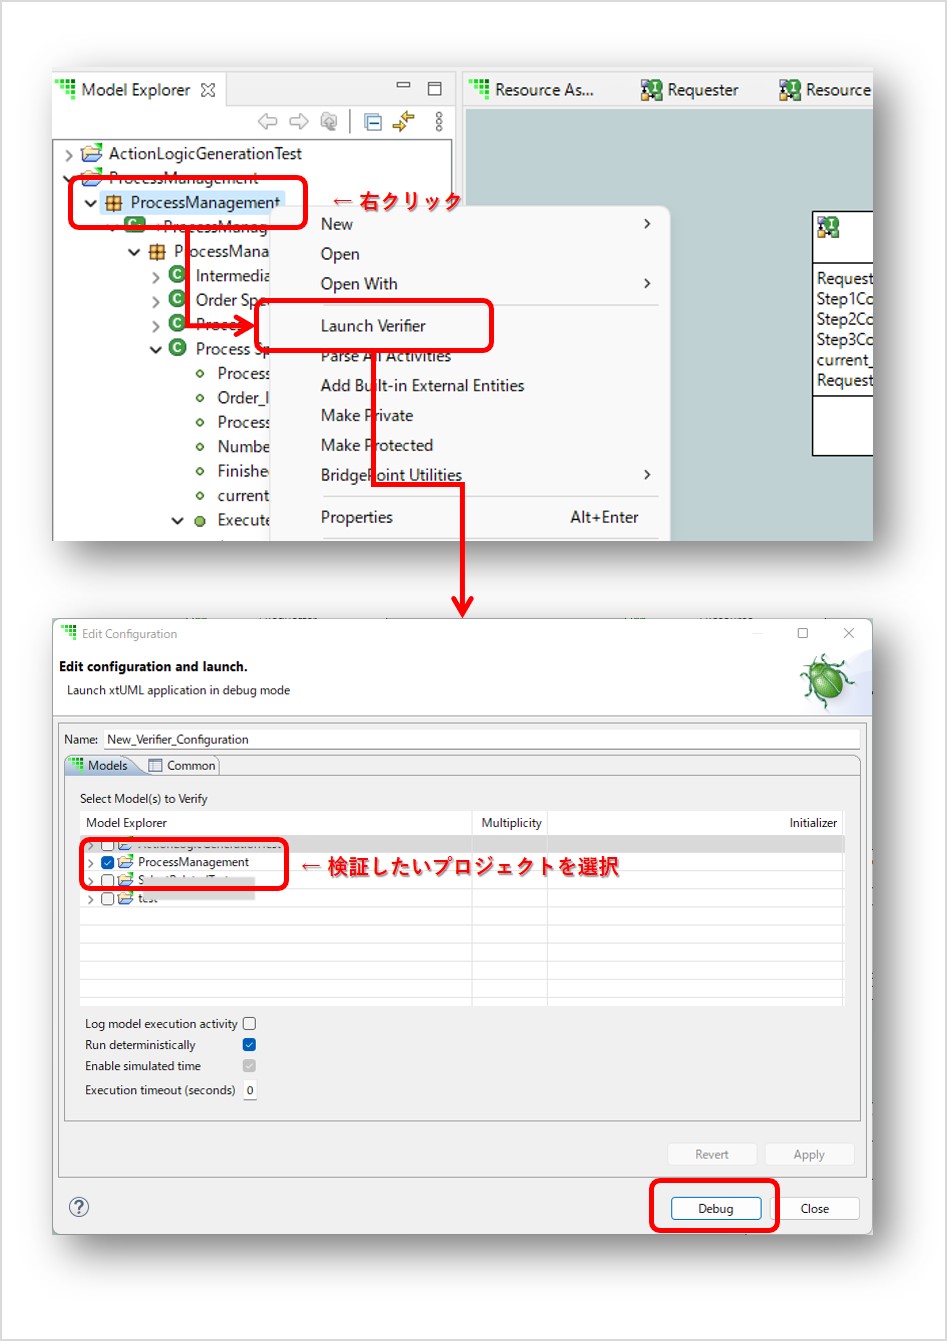 Model Explorer
Resource As...
Requester
Resource
ActionLogicGenerationTest
ProcessManagement
ProcessManagement
← 右クリック
New
Open
Open With
Launch Verifier
Parse All Activities
Add Built-in External Entities
Make Private
Make Protected
BridgePoint Utilities
Properties Alt+Enter
ProcessMana
Intermedia
Order Spe
Process
Process Sp
Process
Order_I
Process
Numbe
Finishe
current
Execute
Request
Step1Co
Step2Co
Step3Co
current_
Request
Edit Configuration
Edit configuration and launch.
Launch xtUML application in debug mode
Name: New_Verifier_Configuration
Models Common
Select Model(s) to Verify
Model Explorer Multiplicity Initializer
ActionLogicGenerationTest
ProcessManagement
← 検証したいプロジェクトを選択
test
Log model execution activity
Run deterministically
Enable simulated time
Execution timeout (seconds) 0
Revert Apply
Debug Close